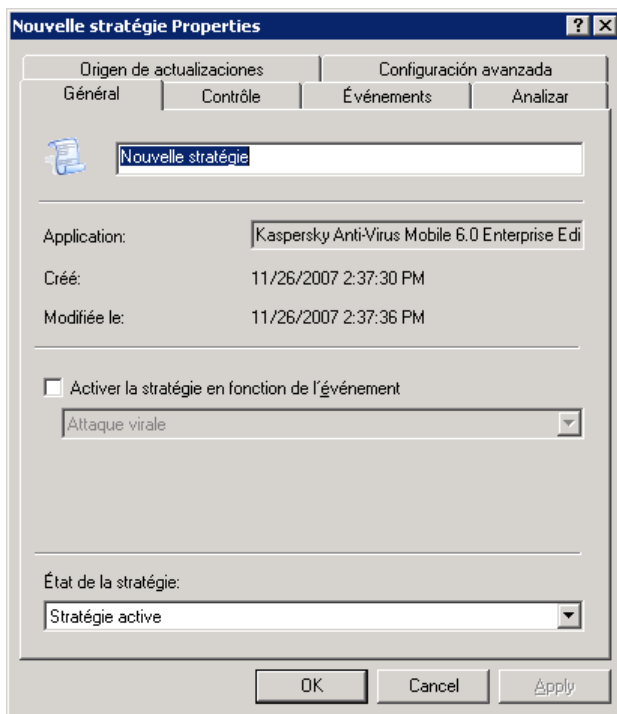 Nouvelle stratégie Properties
Origen de actualizaciones
Configuración avanzada
Général
Contrôle
Événements
Analizar
Nouvelle stratégie
Application:
Kaspersky Anti-Virus Mobile 6.0 Enterprise Edi
Créé:
11/26/2007 2:37:30 PM
Modifiée le:
11/26/2007 2:37:36 PM
Activer la stratégie en fonction de l'événement
Attaque virale
État de la stratégie:
Stratégie active
OK
Cancel
Apply